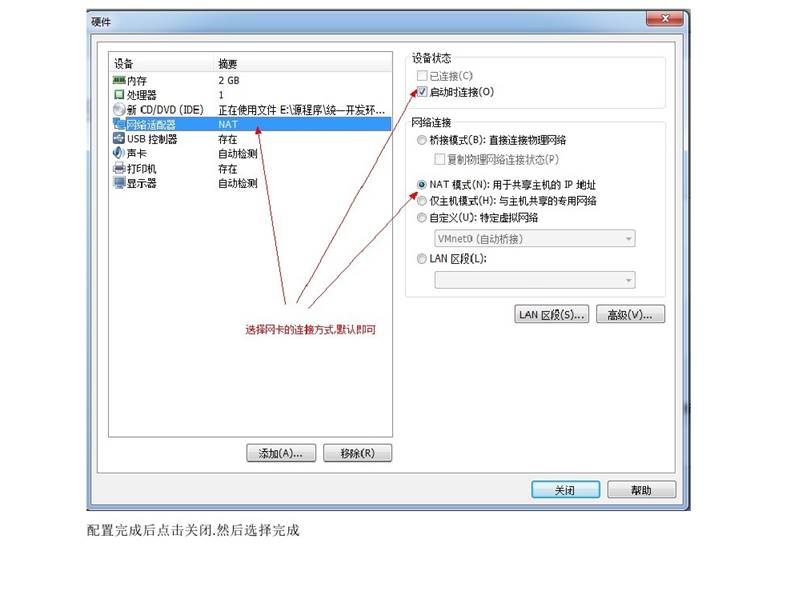 硬件
设备 摘要
内存 2 GB
处理器 1
新 CD/DVD (IDE) 正在使用文件 E:\源程序\统一开发环...
网络适配器 NAT
USB 控制器 存在
声卡 自动检测
打印机 存在
显示器 自动检测
设备状态
已连接(C)
启动时连接(O)
网络连接
桥接模式(B): 直接连接物理网络
复制物理网络连接状态(P)
NAT 模式(N): 用于共享主机的 IP 地址
仅主机模式(H): 与主机共享的专用网络
自定义(U): 特定虚拟网络
VMnet0 (自动桥接)
LAN 区段(L):
LAN 区段(S)... 高级(V)...
选择网卡的连接方式,默认即可
添加(A)... 移除(R)
关闭 帮助
配置完成后点击关闭.然后选择完成